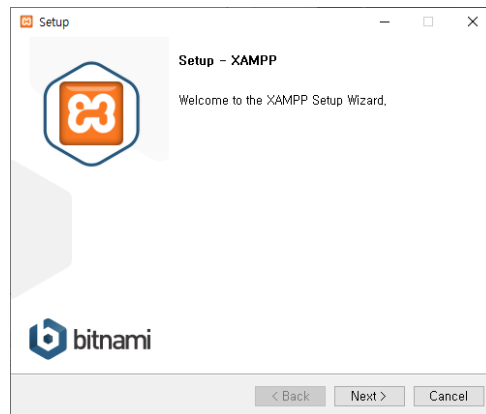 Setup
Setup - XAMPP
Welcome to the XAMPP Setup Wizard,
bitnami
< Back
Next >
Cancel